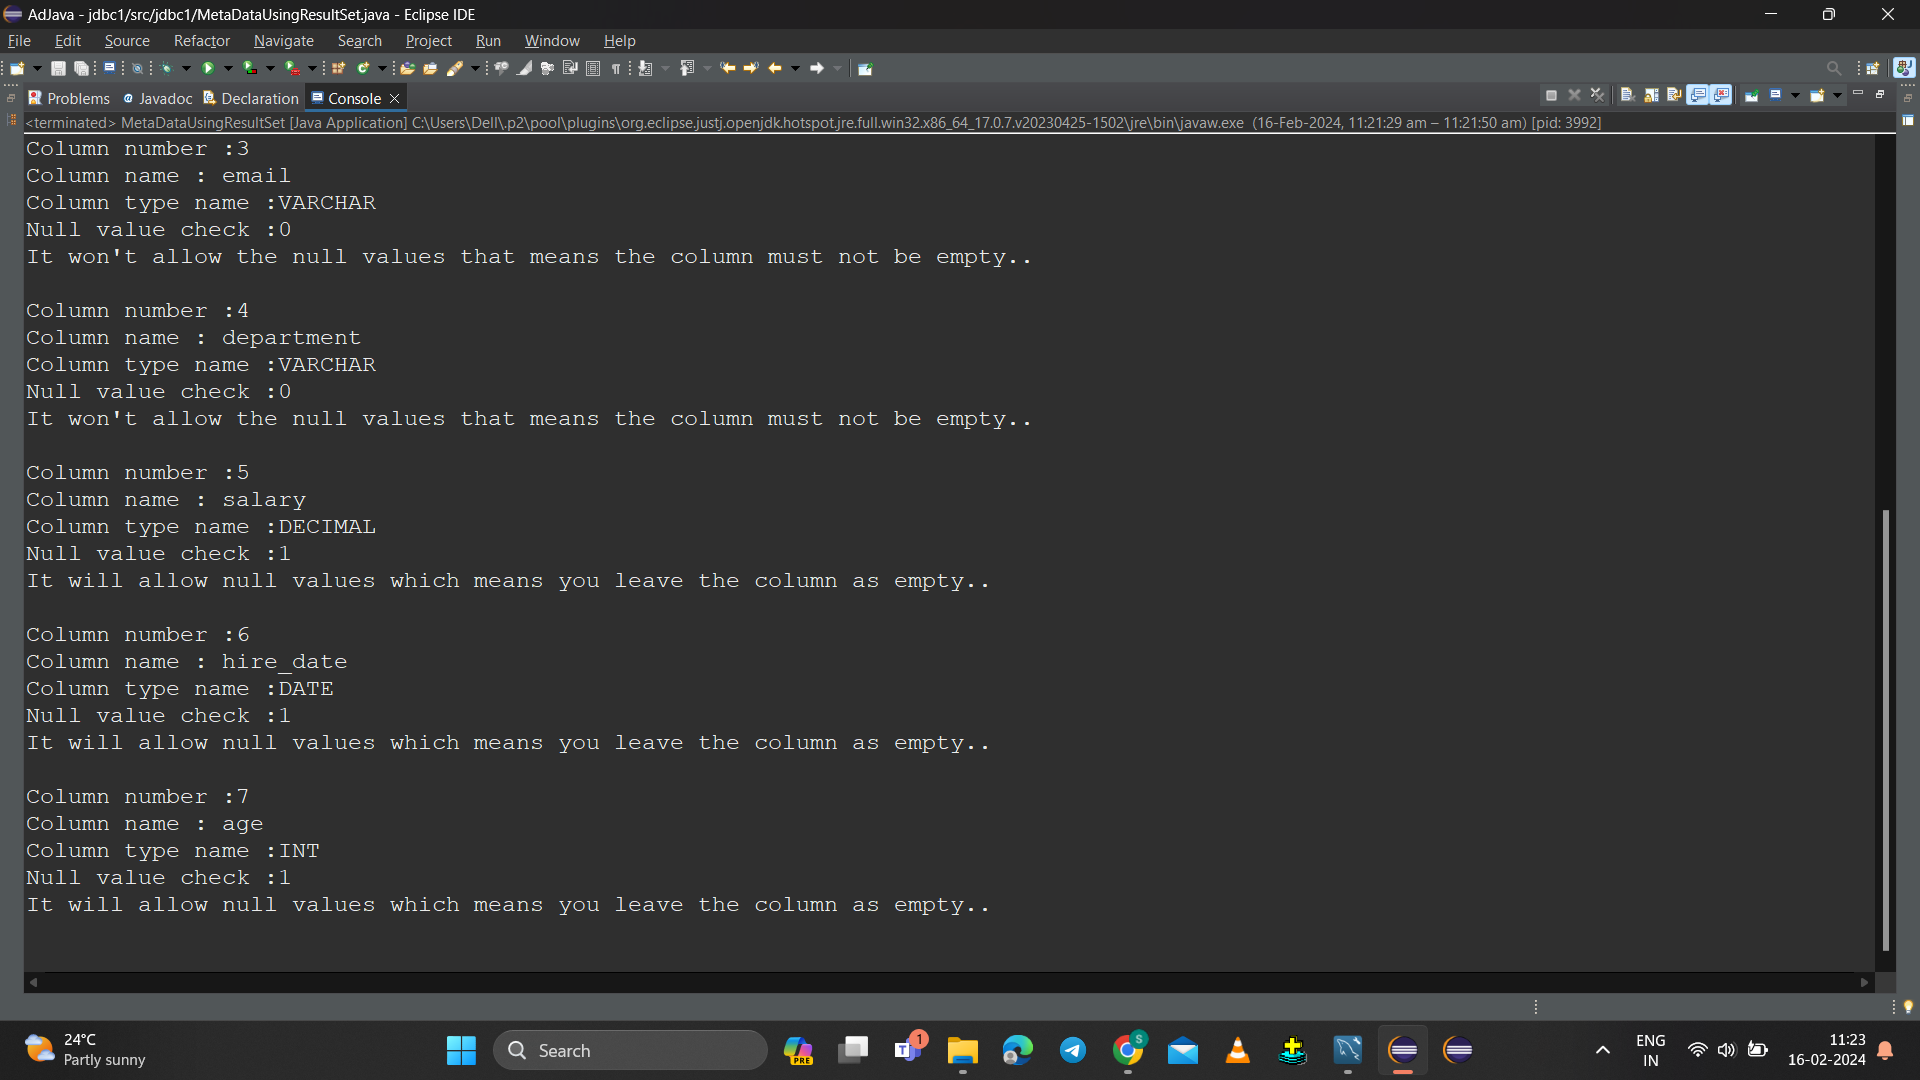 AdJava - jdbc1/src/jdbc1/MetaDataUsingResultSet.java - Eclipse IDE
File Edit Source Refactor Navigate Search Project Run Window Help
Problems Javadoc Declaration Console
<terminated> MetaDataUsingResultSet [Java Application] C:\Users\Dell\.p2\pool\plugins\org.eclipse.justj.openjdk.hotspot.jre.full.win32.x86_64_17.0.7.v20230425-1502\jre\bin\javaw.exe (16-Feb-2024, 11:21:29 am – 11:21:50 am) [pid: 3992]
Column number :3
Column name : email
Column type name :VARCHAR
Null value check :0
It won't allow the null values that means the column must not be empty..
Column number :4
Column name : department
Column type name :VARCHAR
Null value check :0
It won't allow the null values that means the column must not be empty..
Column number :5
Column name : salary
Column type name :DECIMAL
Null value check :1
It will allow null values which means you leave the column as empty..
Column number :6
Column name : hire_date
Column type name :DATE
Null value check :1
It will allow null values which means you leave the column as empty..
Column number :7
Column name : age
Column type name :INT
Null value check :1
It will allow null values which means you leave the column as empty..
24°C
Partly sunny
Search
PRE
1
S
ENG
IN
11:23
16-02-2024